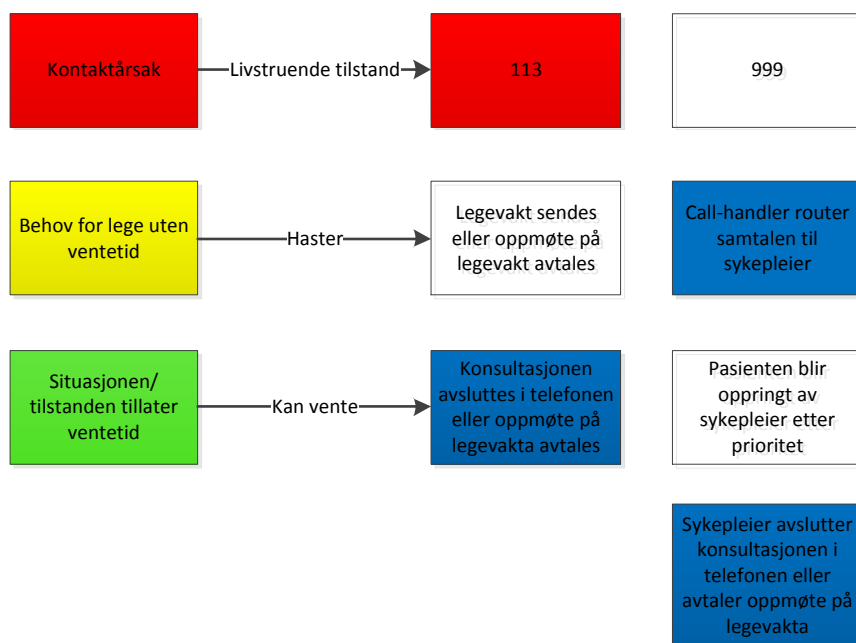 Kontaktårsak
Livstruende tilstand
113
999
Behov for lege uten
ventetid
Haster
Legevakt sendes
eller oppmøte på
legevakt avtales
Call-handler router
samtalen til
sykepleier
Situasjonen/
tilstanden tillater
ventetid
Kan vente
Konsultasjonen
avsluttes i telefonen
eller oppmøte på
legevakta avtales
Pasienten blir
oppringt av
sykepleier etter
prioritet
Sykepleier avslutter
konsultasjonen i
telefonen eller
avtaler oppmøte på
legevakta